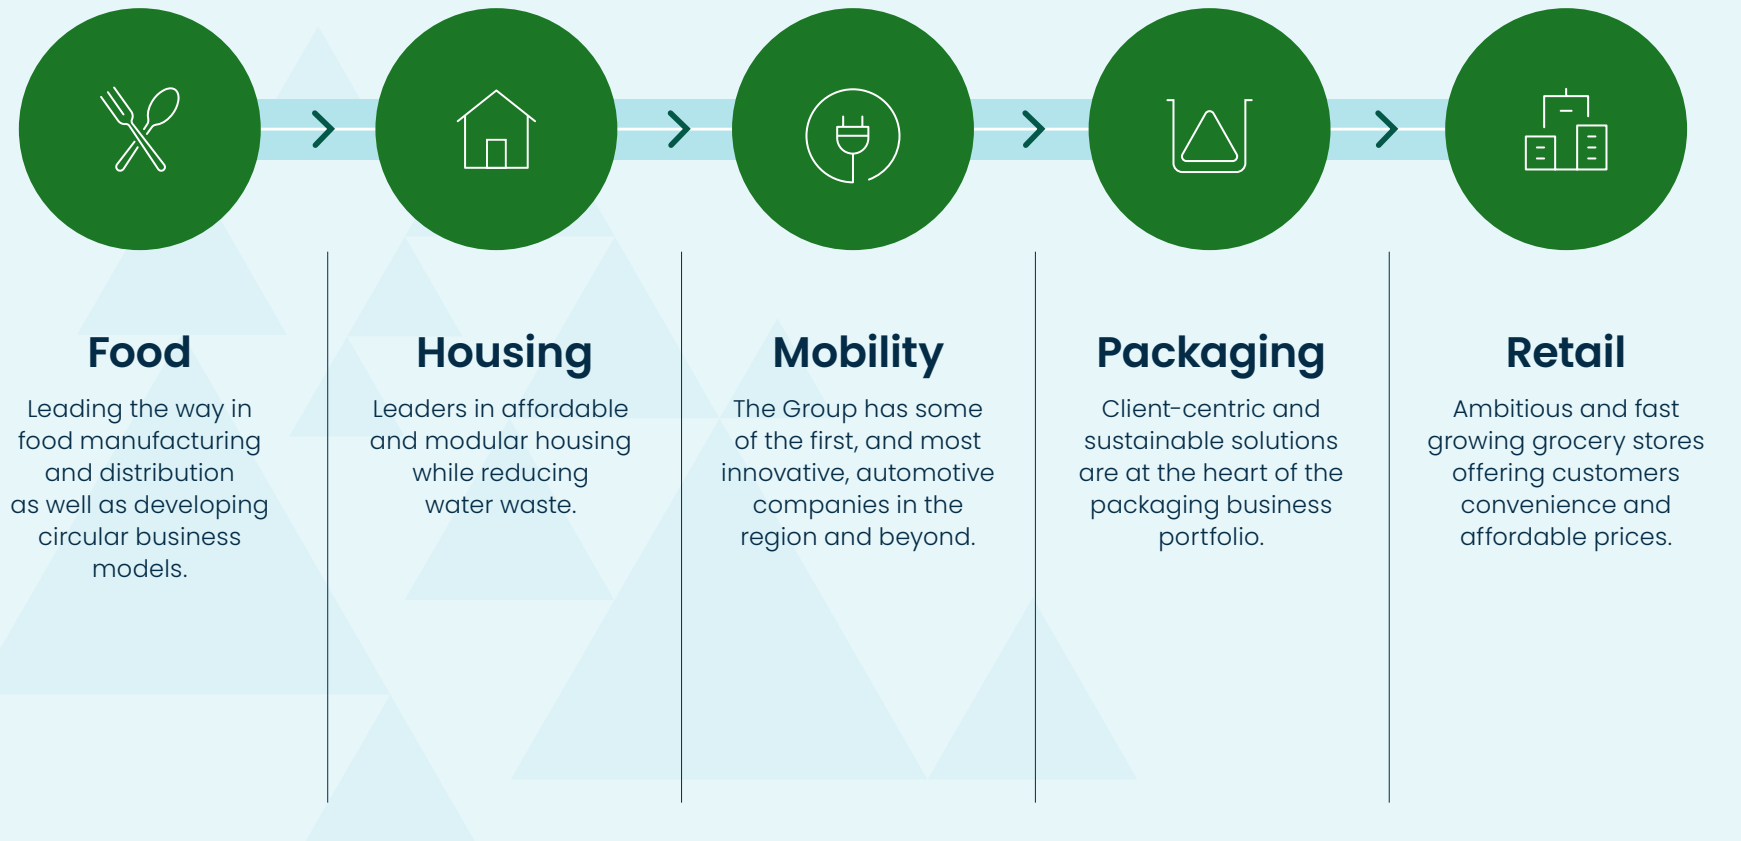 Food
Leading the way in
food manufacturing
and distribution
as well as developing
circular business
models.
Housing
Leaders in affordable
and modular housing
while reducing
water waste.
Mobility
The Group has some
of the first, and most
innovative, automotive
companies in the
region and beyond.
Packaging
Client-centric and
sustainable solutions
are at the heart of the
packaging business
portfolio.
Retail
Ambitious and fast
growing grocery stores
offering customers
convenience and
affordable prices.